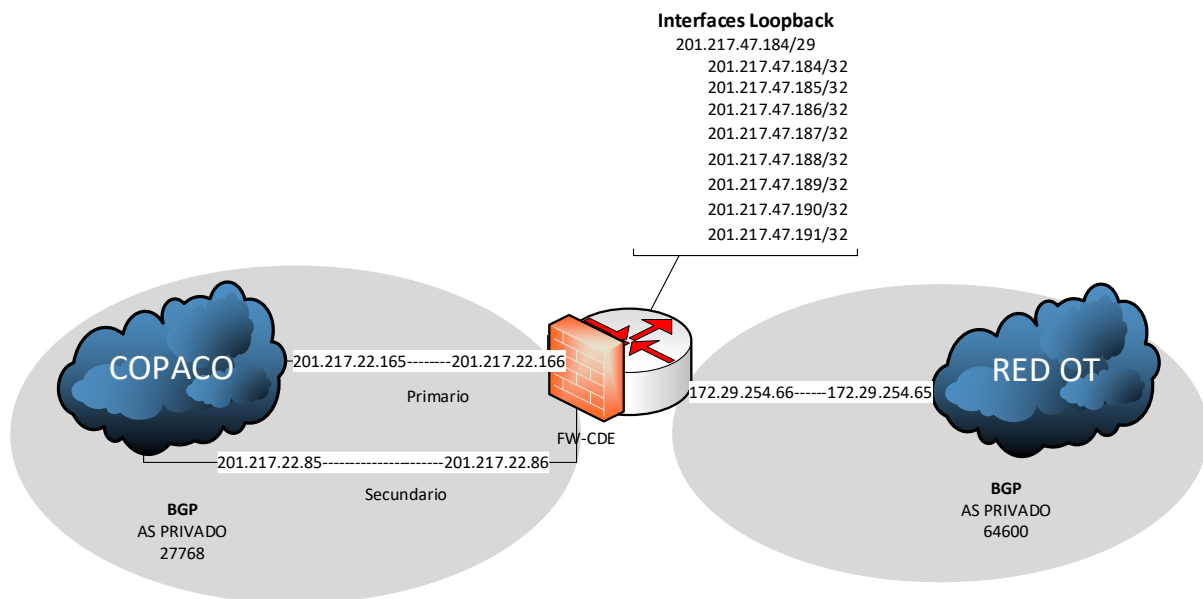 Interfaces Loopback
201.217.47.184/29
201.217.47.184/32
201.217.47.185/32
201.217.47.186/32
201.217.47.187/32
201.217.47.188/32
201.217.47.189/32
201.217.47.190/32
201.217.47.191/32
COPACO
201.217.22.165--------201.217.22.166
Primario
FW-CDE
201.217.22.85-----------------------201.217.22.86
Secundario
BGP
AS PRIVADO
27768
172.29.254.66------172.29.254.65
RED OT
BGP
AS PRIVADO
64600